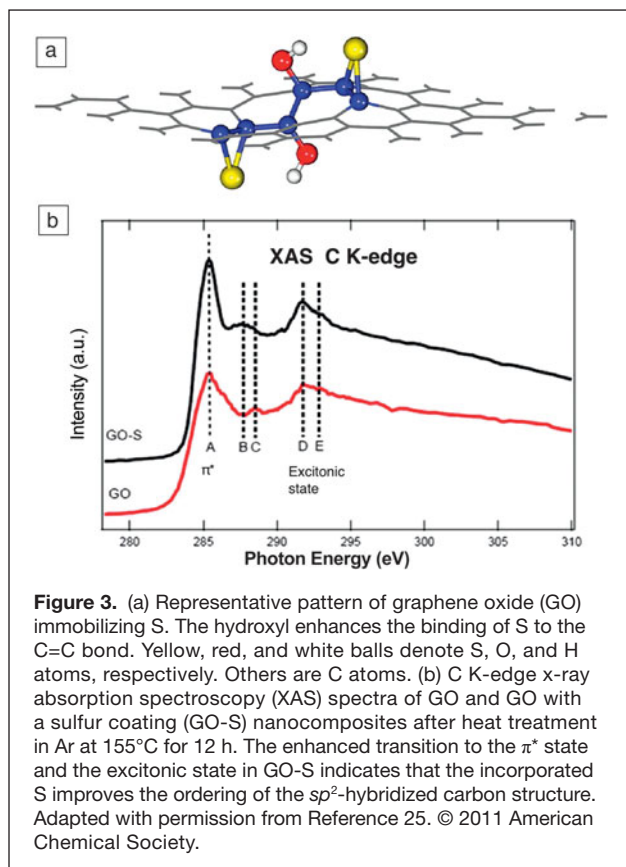 a
b
XAS C K-edge
Intensity (a.u.)
GO-S
GO
A
B
C
D
E
π*
Excitonic
state
280
285
290
295
300
305
310
Photon Energy (eV)
Figure 3. (a) Representative pattern of graphene oxide (GO)
immobilizing S. The hydroxyl enhances the binding of S to the
C=C bond. Yellow, red, and white balls denote S, O, and H
atoms, respectively. Others are C atoms. (b) C K-edge x-ray
absorption spectroscopy (XAS) spectra of GO and GO with
a sulfur coating (GO-S) nanocomposites after heat treatment
in Ar at 155°C for 12 h. The enhanced transition to the π* state
and the excitonic state in GO-S indicates that the incorporated
S improves the ordering of the sp²-hybridized carbon structure.
Adapted with permission from Reference 25. © 2011 American
Chemical Society.